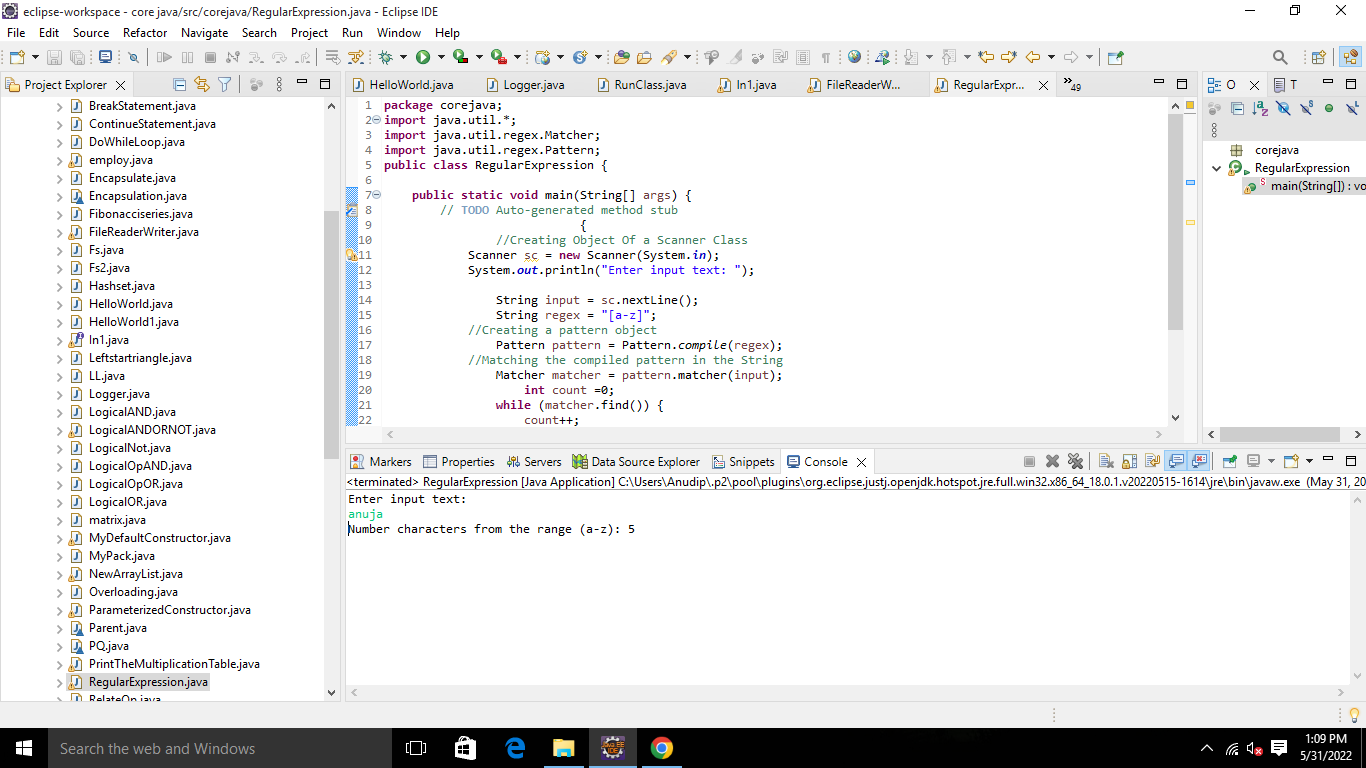 eclipse-workspace - core java/src/corejava/RegularExpression.java - Eclipse IDE
File Edit Source Refactor Navigate Search Project Run Window Help
Project Explorer
BreakStatement.java
ContinueStatement.java
DoWhileLoop.java
employ.java
Encapsulate.java
Encapsulation.java
Fibonacciseries.java
FileReaderWriter.java
Fs.java
Fs2.java
Hashset.java
HelloWorld.java
HelloWorld1.java
In1.java
Leftstartriangle.java
LL.java
Logger.java
LogicalAND.java
LogicalANDORNOT.java
LogicalNot.java
LogicalOpAND.java
LogicalOpOR.java
LogicalOR.java
matrix.java
MyDefaultConstructor.java
MyPack.java
NewArrayList.java
Overloading.java
ParameterizedConstructor.java
Parent.java
PQ.java
PrintTheMultiplicationTable.java
RegularExpression.java
RelateOp.java
HelloWorld.java Logger.java RunClass.java In1.java FileReaderW... RegularExpr... »49
1 package corejava;
2 import java.util.*;
3 import java.util.regex.Matcher;
4 import java.util.regex.Pattern;
5 public class RegularExpression {
6
7 public static void main(String[] args) {
8 // TODO Auto-generated method stub
9 {
10 //Creating Object Of a Scanner Class
11 Scanner sc = new Scanner(System.in);
12 System.out.println("Enter input text: ");
13
14 String input = sc.nextLine();
15 String regex = "[a-z]";
16 //Creating a pattern object
17 Pattern pattern = Pattern.compile(regex);
18 //Matching the compiled pattern in the String
19 Matcher matcher = pattern.matcher(input);
20 int count =0;
21 while (matcher.find()) {
22 count++;
O T
corejava
RegularExpression
main(String[]) : vo
Markers Properties Servers Data Source Explorer Snippets Console
<terminated> RegularExpression [Java Application] C:\Users\Anudip\.p2\pool\plugins\org.eclipse.justj.openjdk.hotspot.jre.full.win32.x86_64_18.0.1.v20220515-1614\jre\bin\javaw.exe (May 31, 20
Enter input text:
anuja
Number characters from the range (a-z): 5
Search the web and Windows
1:09 PM
5/31/2022